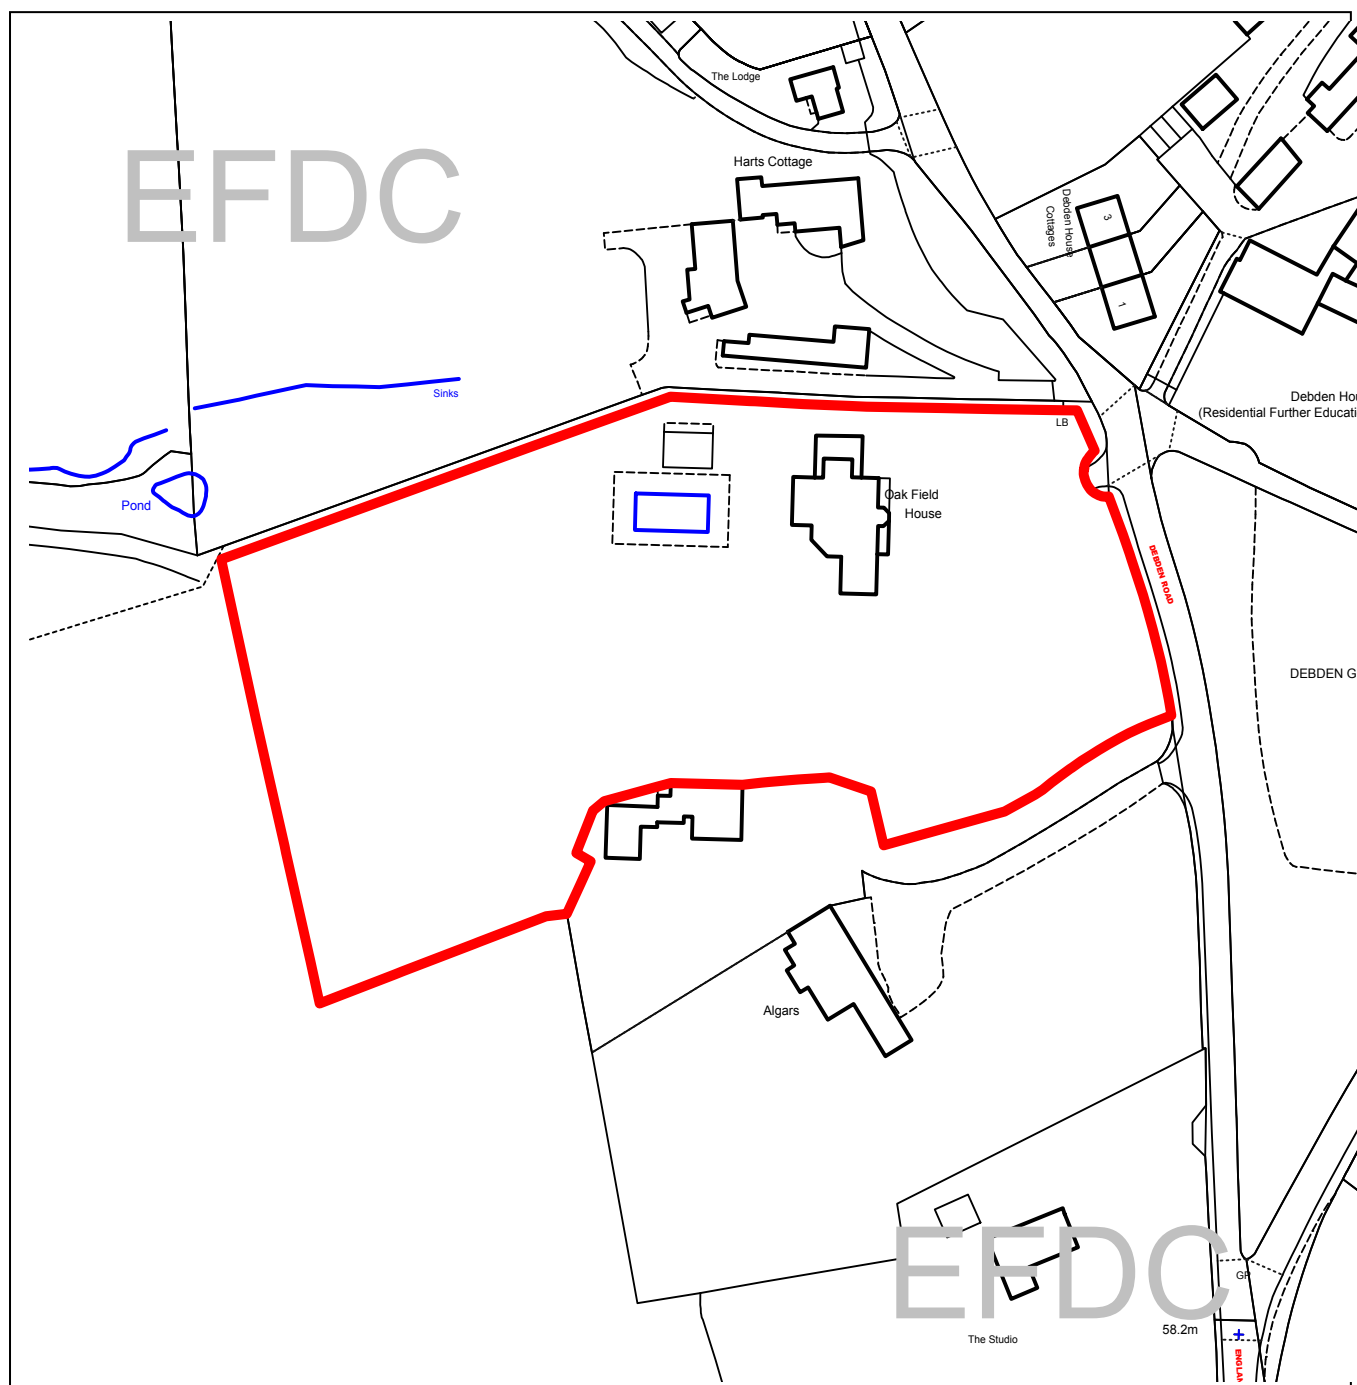 The Lodge
EFDC
Harts Cottage
Debden House
Cottages
3
1
Sinks
Debden Hou
(Residential Further Educati
LB
Pond
Oak Field
House
DEBDEN ROAD
DEBDEN G
Algars
EFDC
GP
58.2m
The Studio
ENGLAN